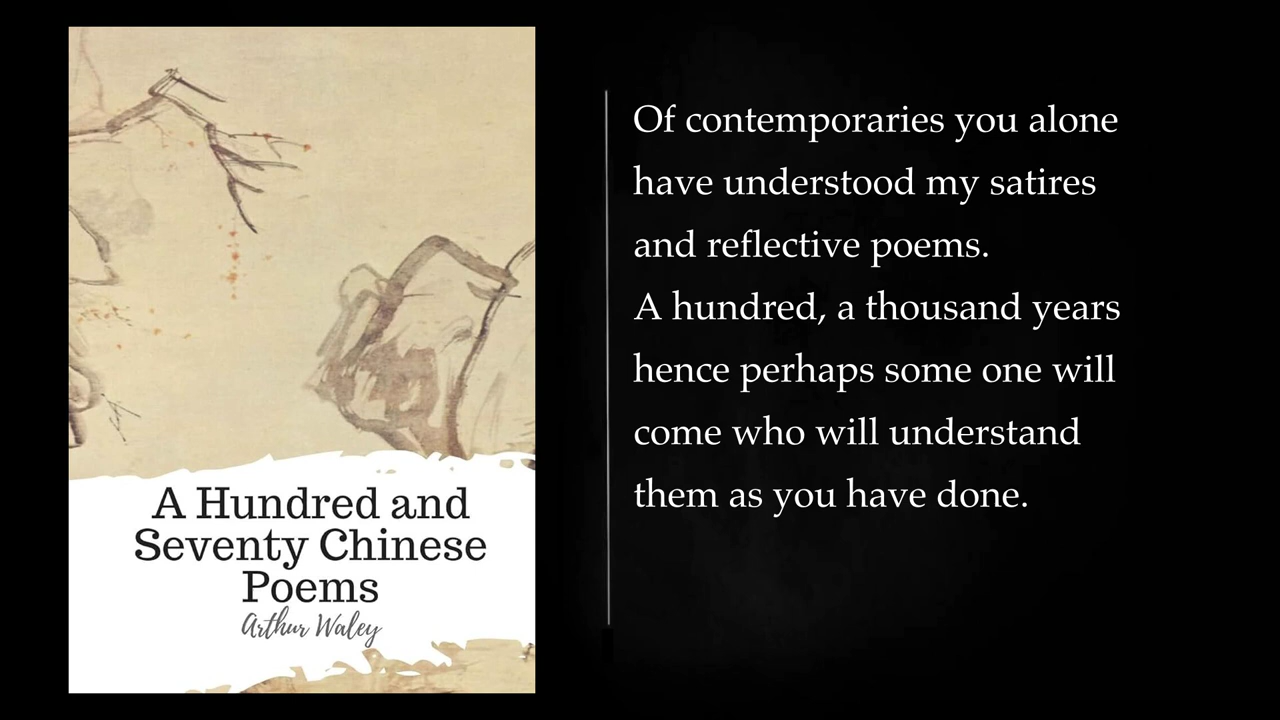 A Hundred and
Seventy Chinese
Poems
Arthur Waley
Of contemporaries you alone
have understood my satires
and reflective poems.
A hundred, a thousand years
hence perhaps some one will
come who will understand
them as you have done.